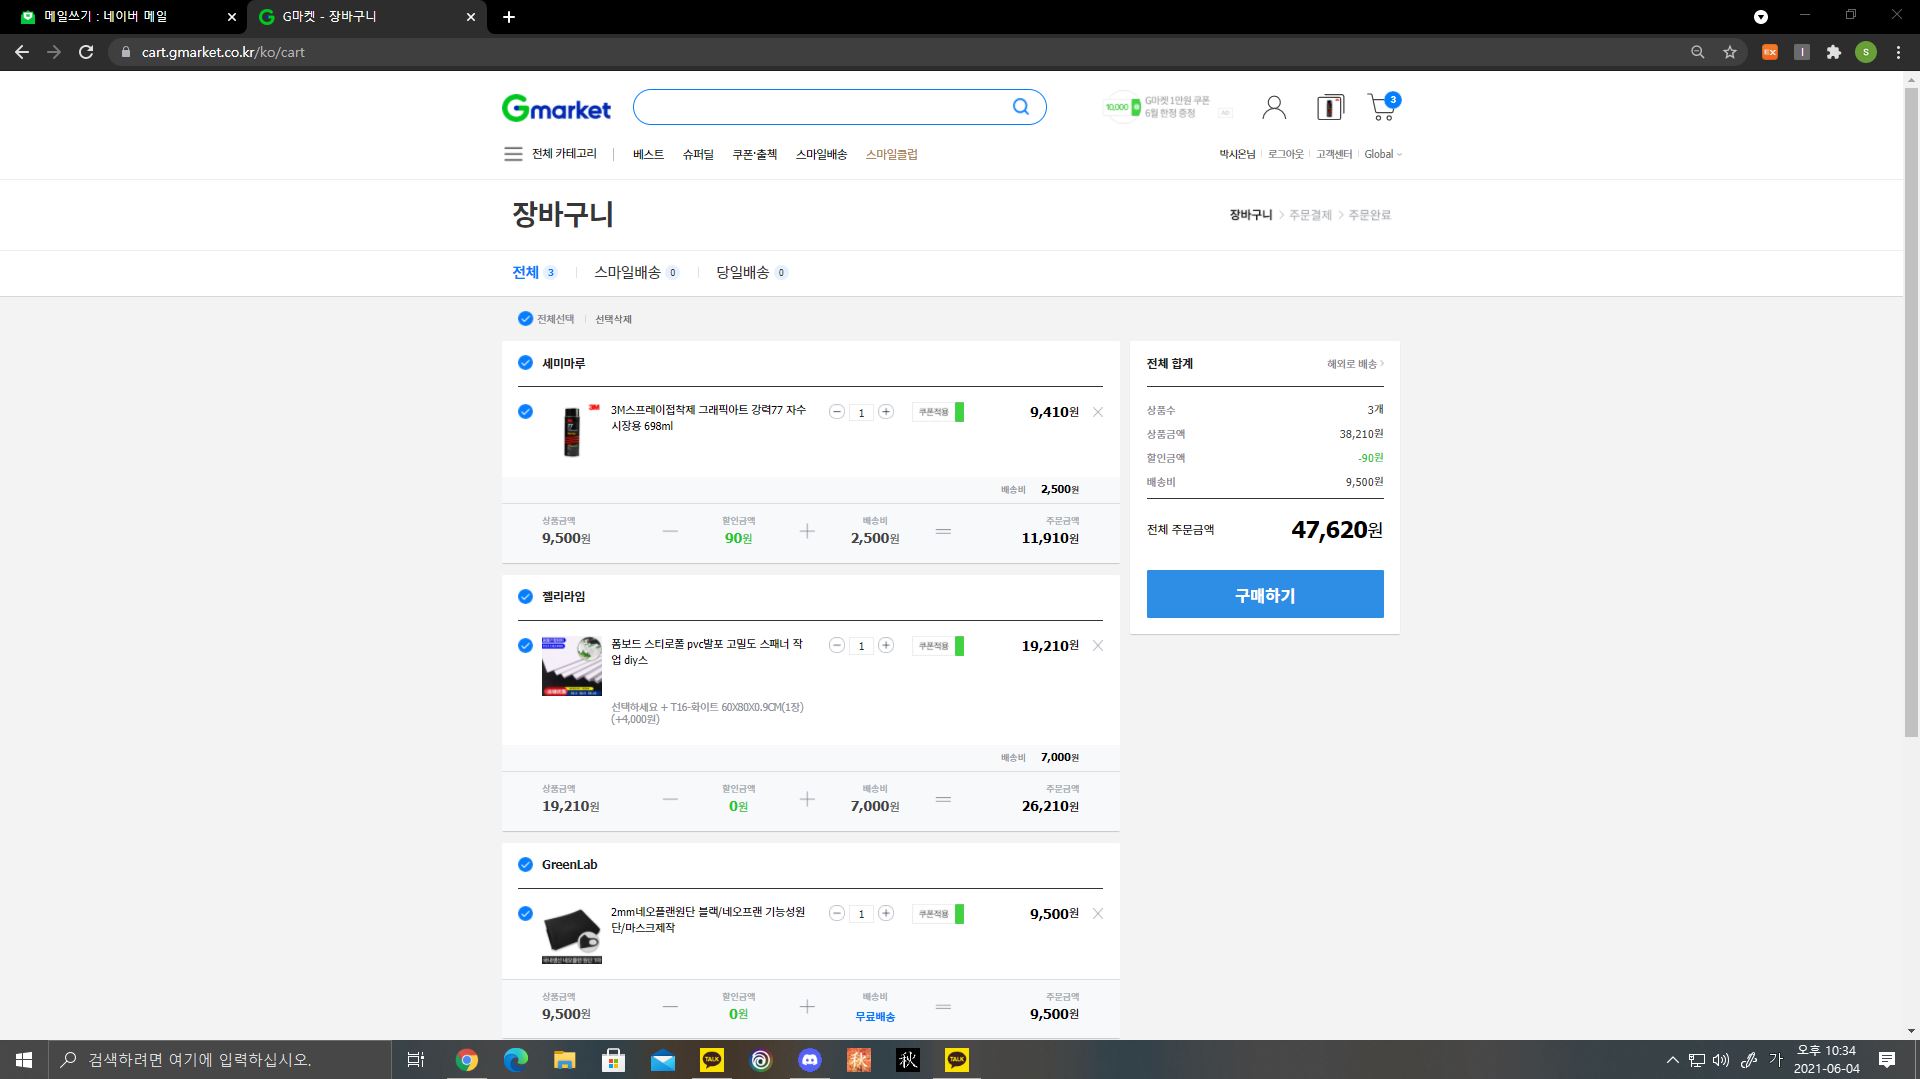 메일쓰기 : 네이버 메일
G마켓 - 장바구니
cart.gmarket.co.kr/ko/cart
EX
S
Gmarket
10,000
G마켓 1만원 쿠폰
6월 한정 증정
AD
3
전체 카테고리
베스트
슈퍼딜
쿠폰·출첵
스마일배송
스마일클럽
박시온님
로그아웃
고객센터
Global
장바구니
장바구니 > 주문결제 > 주문완료
전체 3
스마일배송 0
당일배송 0
전체선택
선택삭제
세미마루
3M
3M스프레이접착제 그래픽아트 강력77 자수
시장용 698ml
1
쿠폰적용
9,410원
배송비 2,500원
상품금액
할인금액
배송비
주문금액
9,500원
90원
2,500원
11,910원
젤리라임
폼보드 스티로폴 pvc발포 고밀도 스패너 작
업 diy스
1
쿠폰적용
19,210원
선택하세요 + T16-화이트 60X80X0.9CM(1장)
(+4,000원)
배송비 7,000원
상품금액
할인금액
배송비
주문금액
19,210원
0원
7,000원
26,210원
GreenLab
2mm네오플랜원단 블랙/네오프랜 기능성원
단/마스크제작
1
쿠폰적용
9,500원
상품금액
할인금액
배송비
주문금액
9,500원
0원
무료배송
9,500원
전체 합계
해외로 배송 >
상품수 3개
상품금액 38,210원
할인금액 -90원
배송비 9,500원
전체 주문금액 47,620원
구매하기
검색하려면 여기에 입력하십시오.
TALK
秋
秋
TALK
가
오후 10:34
2021-06-04